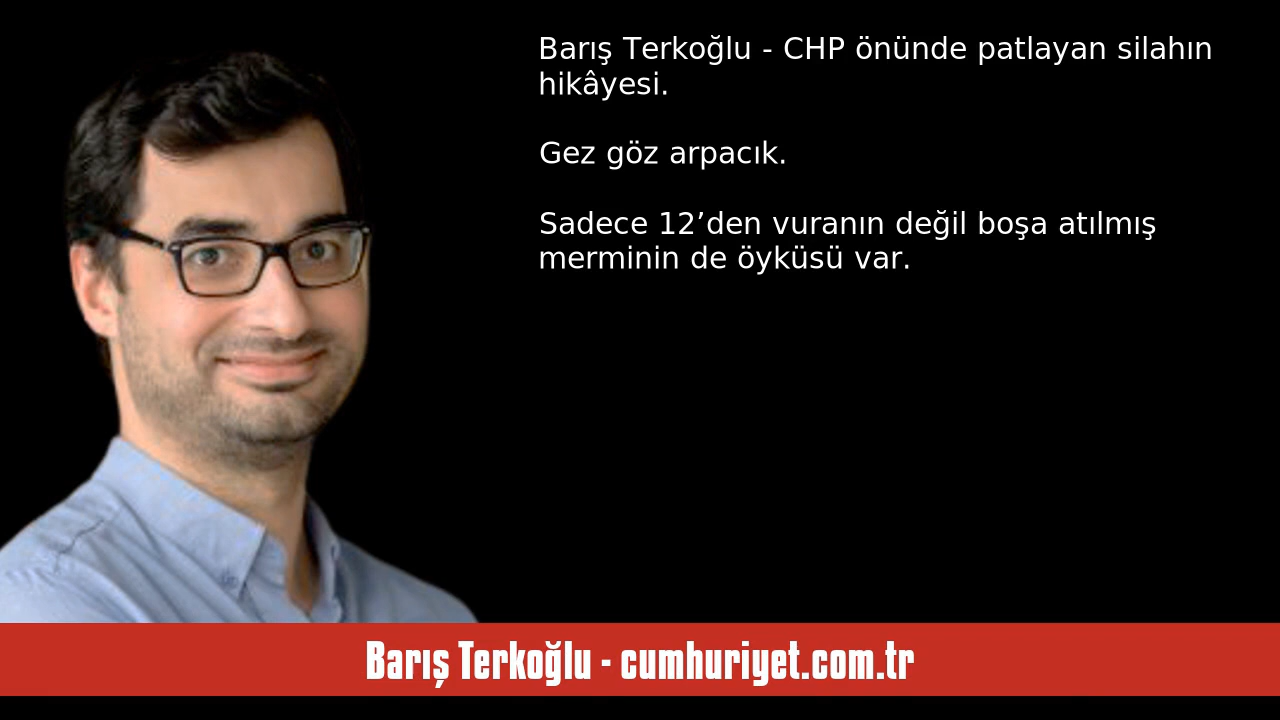 Barış Terkoğlu - CHP önünde patlayan silahın
hikâyesi.
Gez göz arpacık.
Sadece 12’den vuranın değil boşa atılmış
merminin de öyküsü var.
Barış Terkoğlu - cumhuriyet.com.tr